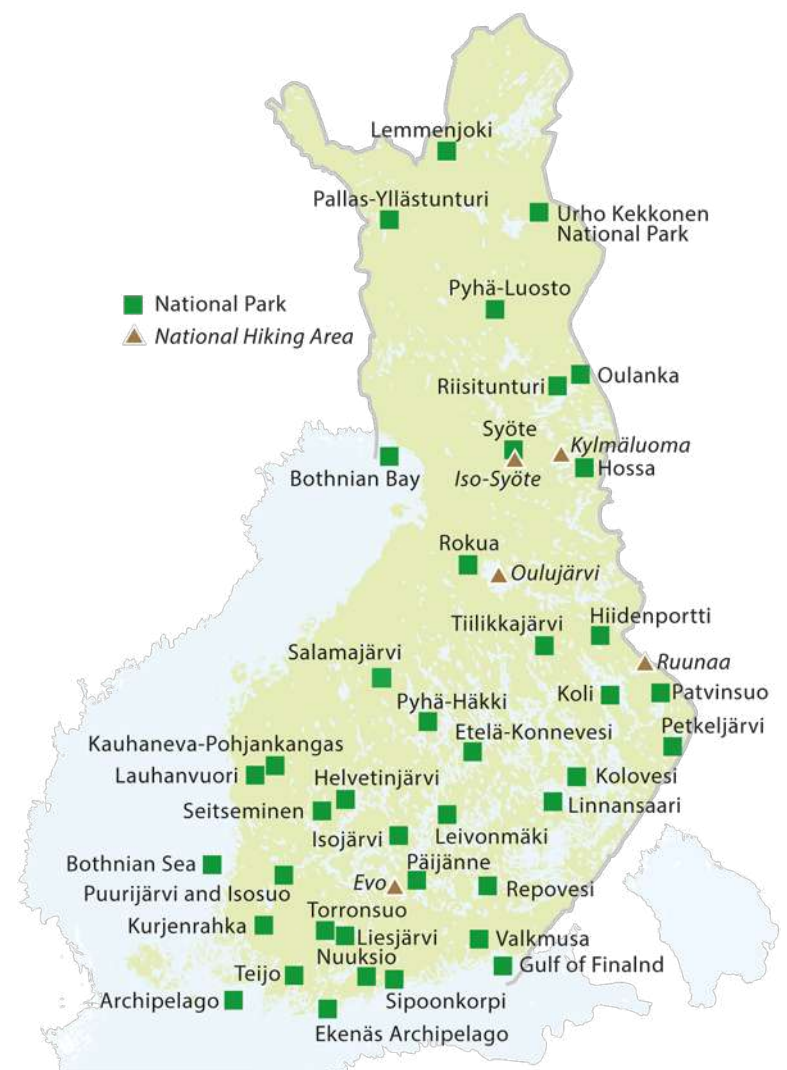 Lemmenjoki
Pallas-Yllästunturi
Urho Kekkonen
National Park
Pyhä-Luosto
National Park
National Hiking Area
Oulanka
Riisitunturi
Syöte
Kylmäluoma
Iso-Syöte
Hossa
Bothnian Bay
Rokua
Oulujärvi
Hiidenportti
Tiilikkajärvi
Salamajärvi
Ruunaa
Koli
Patvinsuo
Pyhä-Häkki
Petkeljärvi
Etelä-Konnevesi
Kauhaneva-Pohjankangas
Lauhanvuori
Helvetinjärvi
Kolovesi
Linnansaari
Seitseminen
Isojärvi
Leivonmäki
Bothnian Sea
Päijänne
Evo
Repovesi
Puurijärvi and Isosuo
Torronsuo
Kurjenrahka
Liesjärvi
Valkmusa
Nuuksio
Gulf of Finalnd
Teijo
Archipelago
Sipoonkorpi
Ekenäs Archipelago